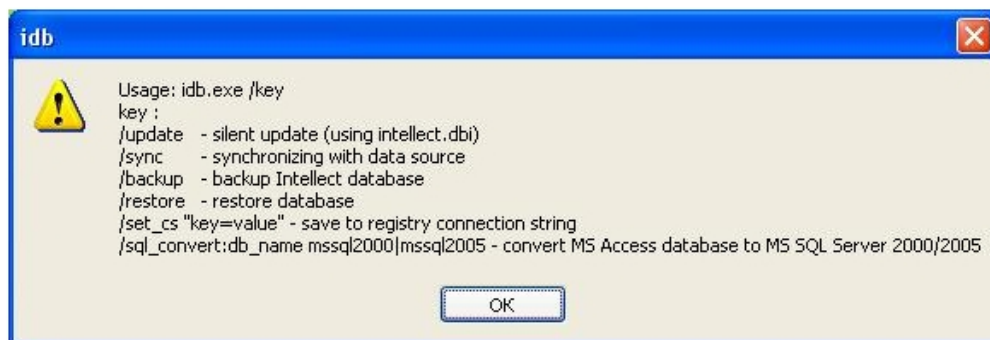 idb
Usage: idb.exe /key
key :
/update - silent update (using intellect.dbi)
/sync - synchronizing with data source
/backup - backup Intellect database
/restore - restore database
/set_cs "key=value" - save to registry connection string
/sql_convert:db_name mssql2000|mssql2005 - convert MS Access database to MS SQL Server 2000/2005
OK